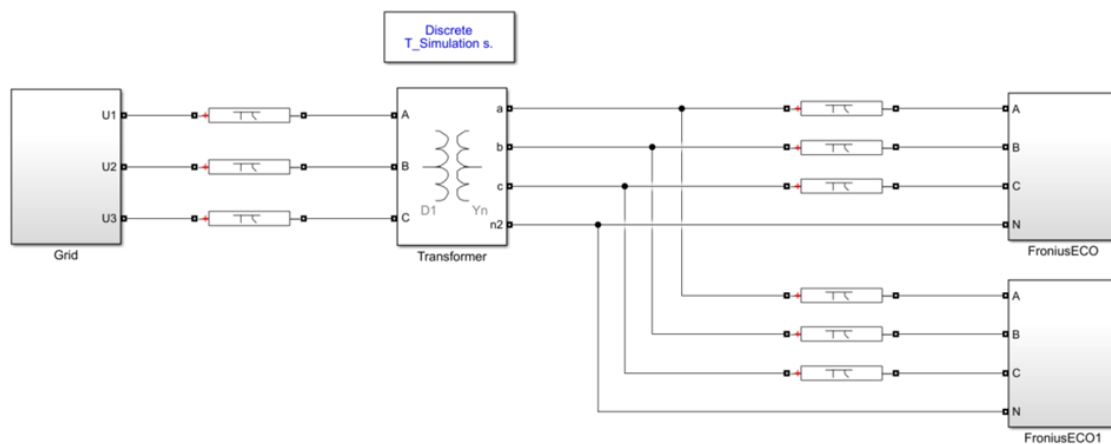 Discrete
T_Simulation s.
U1
U2
U3
Grid
A
B
C
D1
Yn
a
b
c
n2
Transformer
A
B
C
N
FroniusECO
A
B
C
N
FroniusECO1